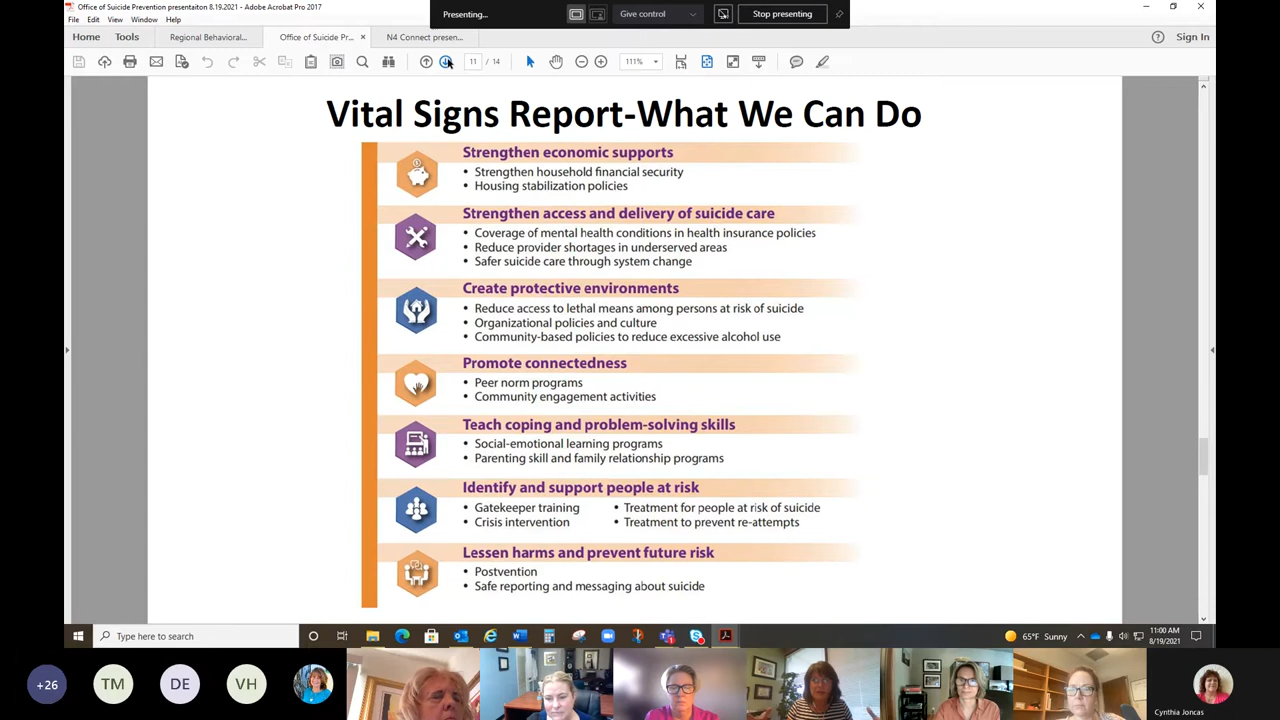 Office of Suicide Prevention presentaiton 8.19.2021 - Adobe Acrobat Pro 2017
Presenting...
Give control
Stop presenting
File Edit View Window Help
Home Tools Regional Behavioral... Office of Suicide Pr... × N4 Connect presen... Sign In
11 / 14 111%
Vital Signs Report-What We Can Do
Strengthen economic supports
• Strengthen household financial security
• Housing stabilization policies
Strengthen access and delivery of suicide care
• Coverage of mental health conditions in health insurance policies
• Reduce provider shortages in underserved areas
• Safer suicide care through system change
Create protective environments
• Reduce access to lethal means among persons at risk of suicide
• Organizational policies and culture
• Community-based policies to reduce excessive alcohol use
Promote connectedness
• Peer norm programs
• Community engagement activities
Teach coping and problem-solving skills
• Social-emotional learning programs
• Parenting skill and family relationship programs
Identify and support people at risk
• Gatekeeper training • Treatment for people at risk of suicide
• Crisis intervention • Treatment to prevent re-attempts
Lessen harms and prevent future risk
• Postvention
• Safe reporting and messaging about suicide
Type here to search
65°F Sunny
11:00 AM
8/19/2021
+26 TM DE VH
Cynthia Joncas